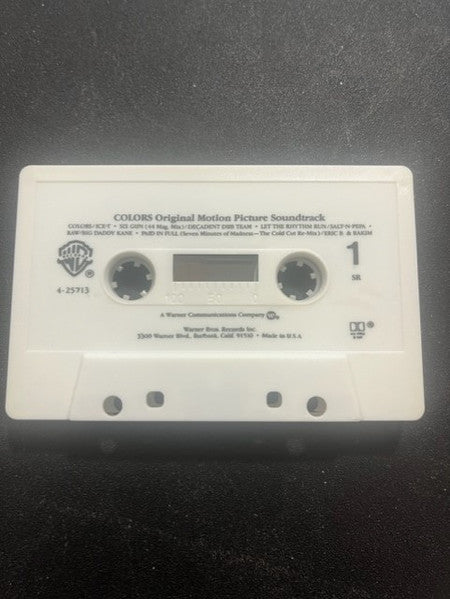 COLORS Original Motion Picture Soundtrack
COLORS/ICE-T • SIX GUN (44 Mag. Mix)/DECADENT DUB TEAM • LET THE RHYTHM RUN/SALT-N-PEPA •
RAW/BIG DADDY KANE • PAID IN FULL (Seven Minutes of Madness—The Cold Cut Re-Mix)/ERIC B. & RAKIM
1
SR
WB
®
4-25713
100 50 0
A Warner Communications Company
®
Warner Bros. Records Inc.
3300 Warner Blvd., Burbank, Calif. 91510 • Made in U.S.A.